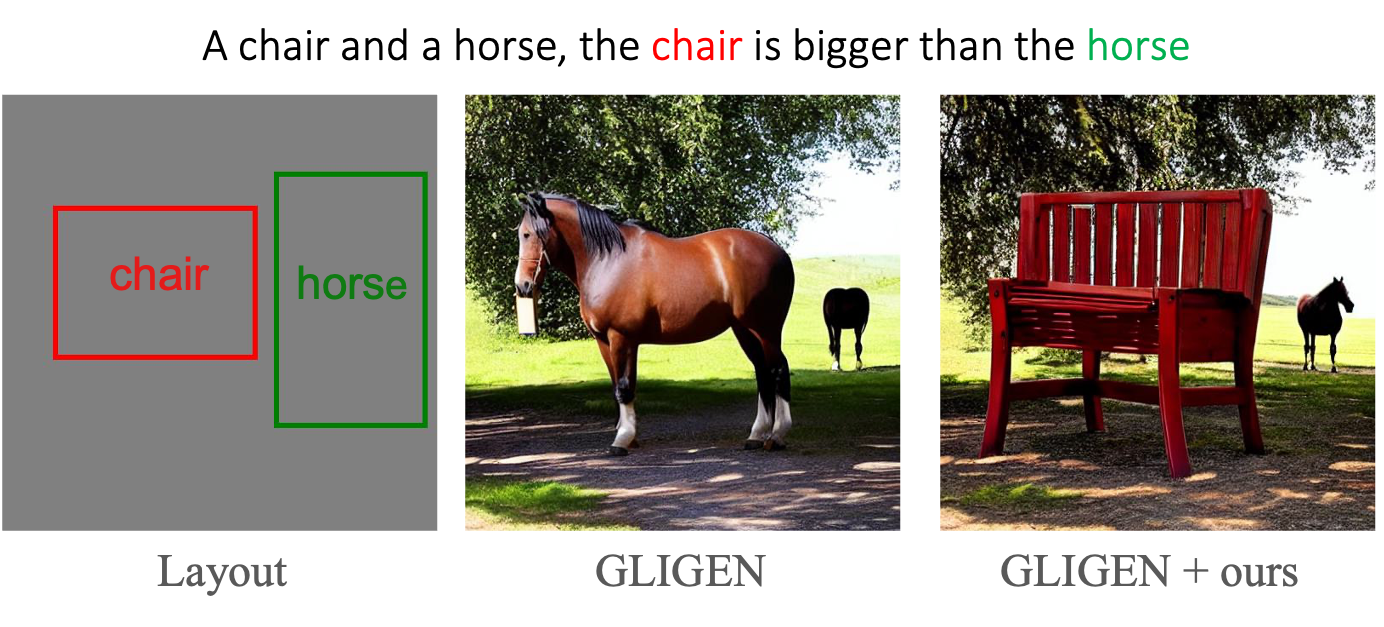 A chair and a horse, the chair is bigger than the horse
chair
horse
Layout
GLIGEN
GLIGEN + ours